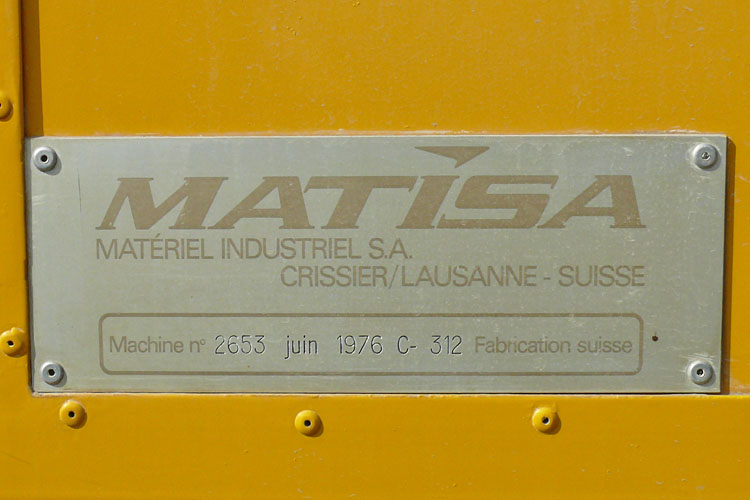 MATISA
MATÉRIEL INDUSTRIEL S.A.
CRISSIER/LAUSANNE - SUISSE
Machine nº 2653 juin 1976 C- 312 Fabrication suisse